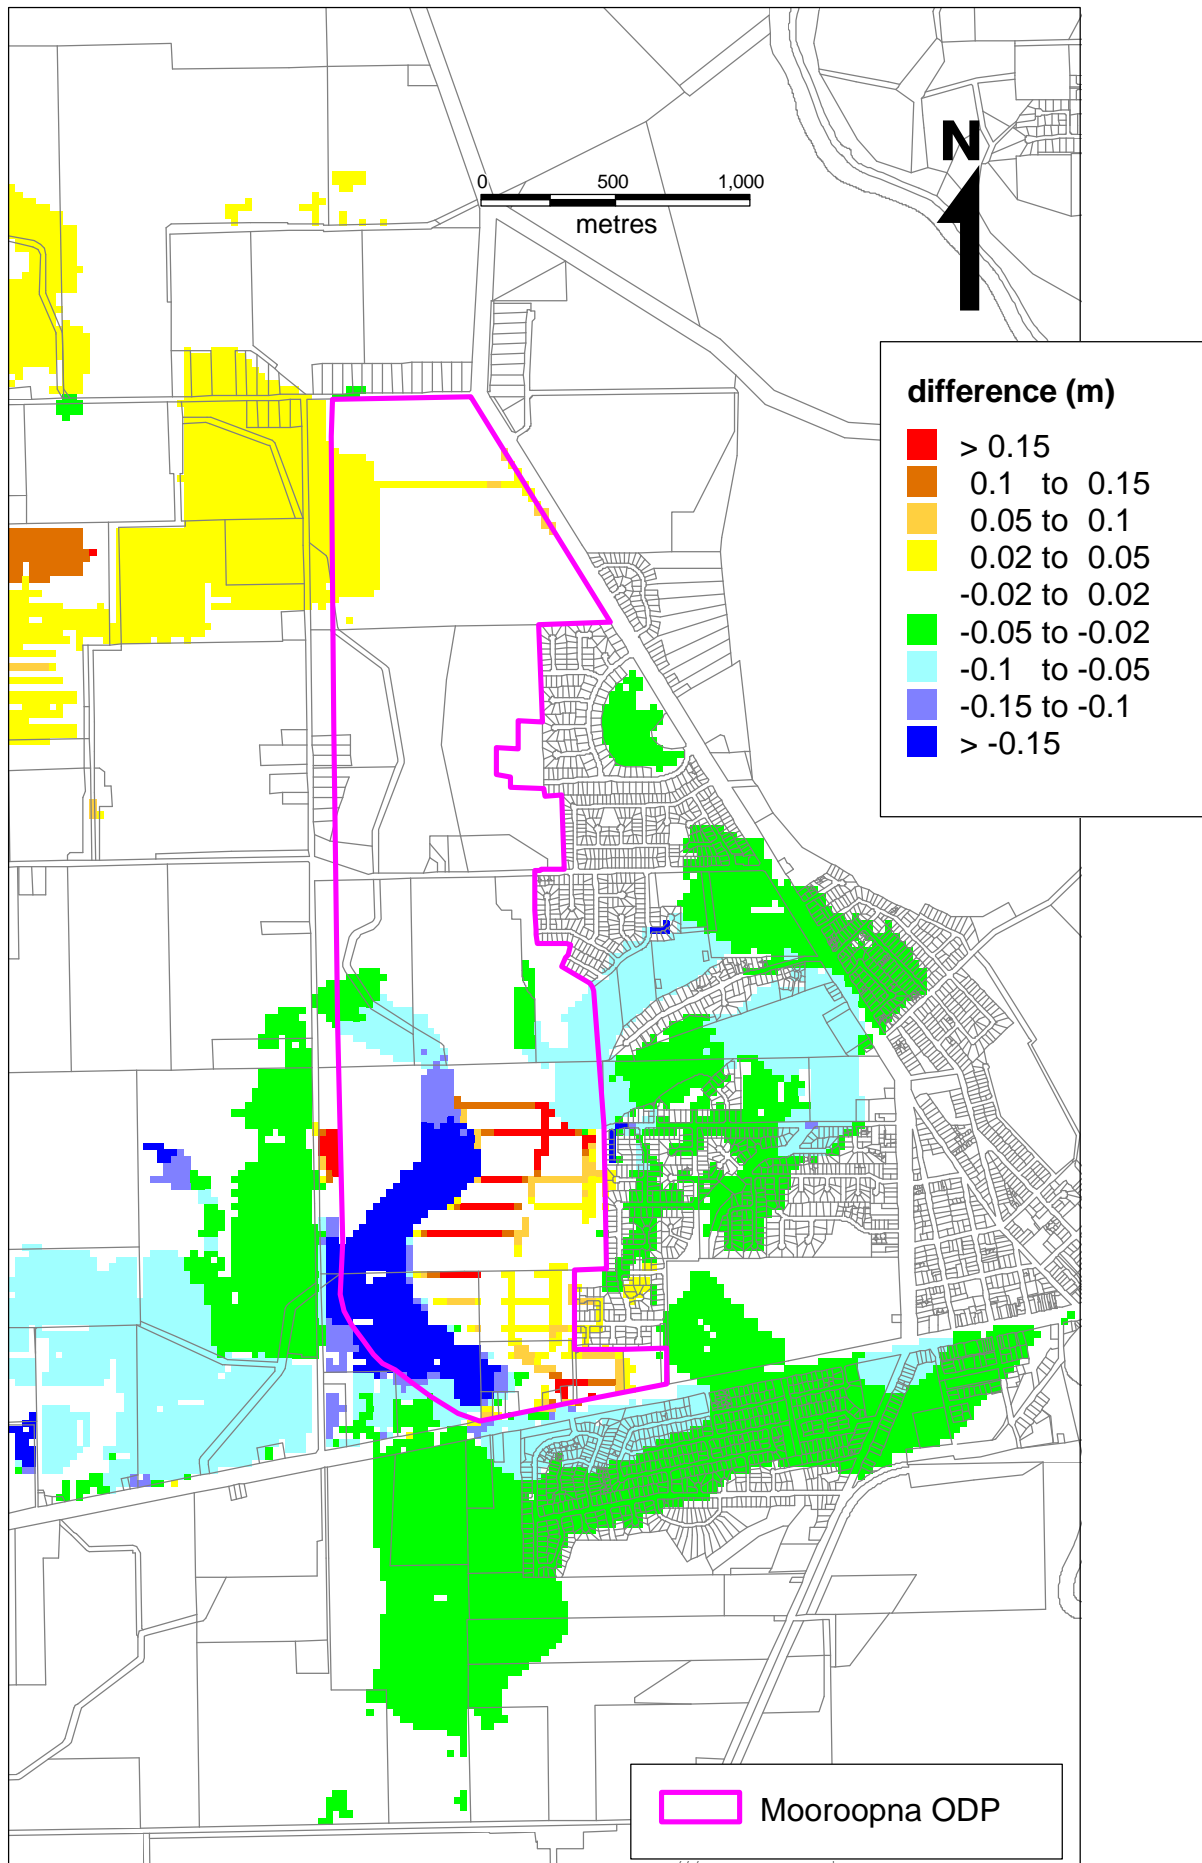 N
0 500 1,000
metres
difference (m)
> 0.15
0.1 to 0.15
0.05 to 0.1
0.02 to 0.05
-0.02 to 0.02
-0.05 to -0.02
-0.1 to -0.05
-0.15 to -0.1
> -0.15
Mooroopna ODP